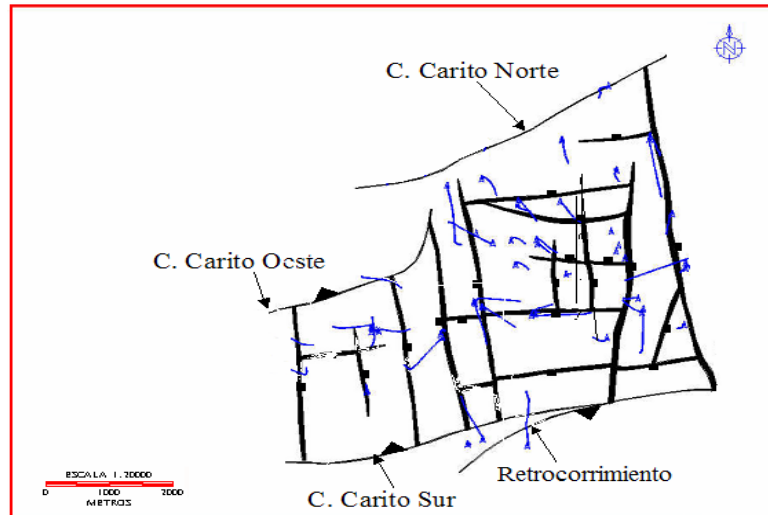 N
C. Carito Norte
C. Carito Oeste
Retrocorrimiento
C. Carito Sur
ESCALA 1:20000
0 1000 2000
METROS